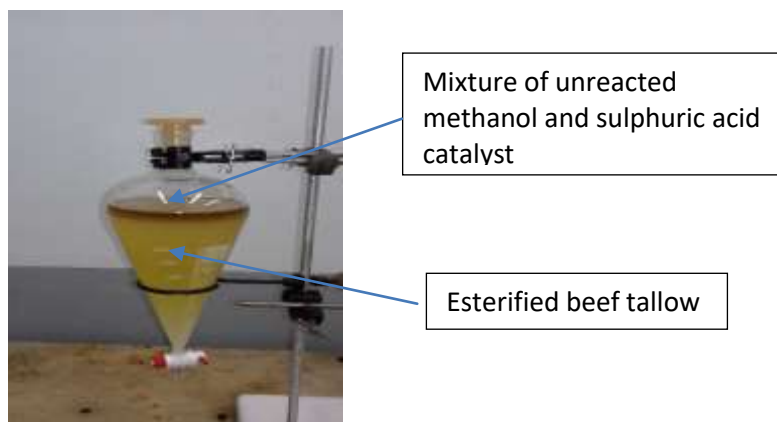 Mixture of unreacted
methanol and sulphuric acid
catalyst
Esterified beef tallow